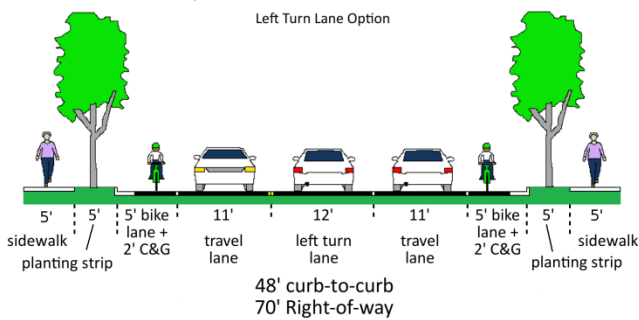 Left Turn Lane Option
5' sidewalk
5' planting strip
5' bike lane + 2' C&G
11' travel lane
12' left turn lane
11' travel lane
5' bike lane + 2' C&G
5' planting strip
5' sidewalk
48' curb-to-curb
70' Right-of-way